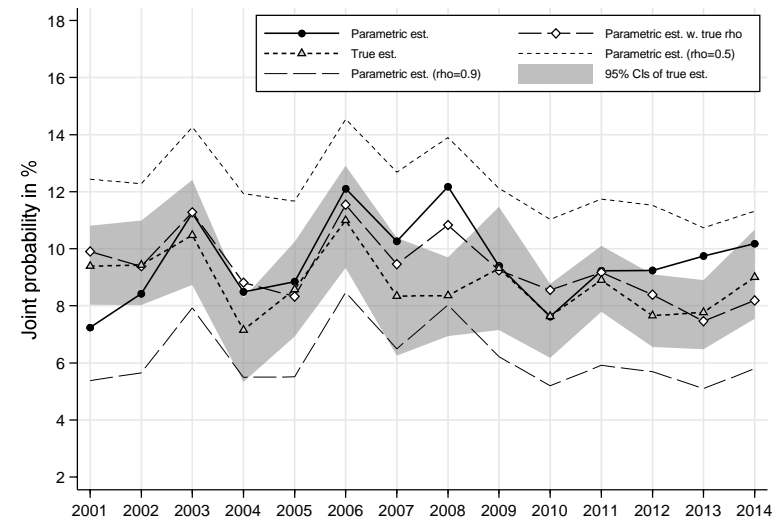 Parametric est.
Parametric est. w. true rho
True est.
Parametric est. (rho=0.5)
Parametric est. (rho=0.9)
95% CIs of true est.
Joint probability in %
18
16
14
12
10
8
6
4
2
2001 2002 2003 2004 2005 2006 2007 2008 2009 2010 2011 2012 2013 2014